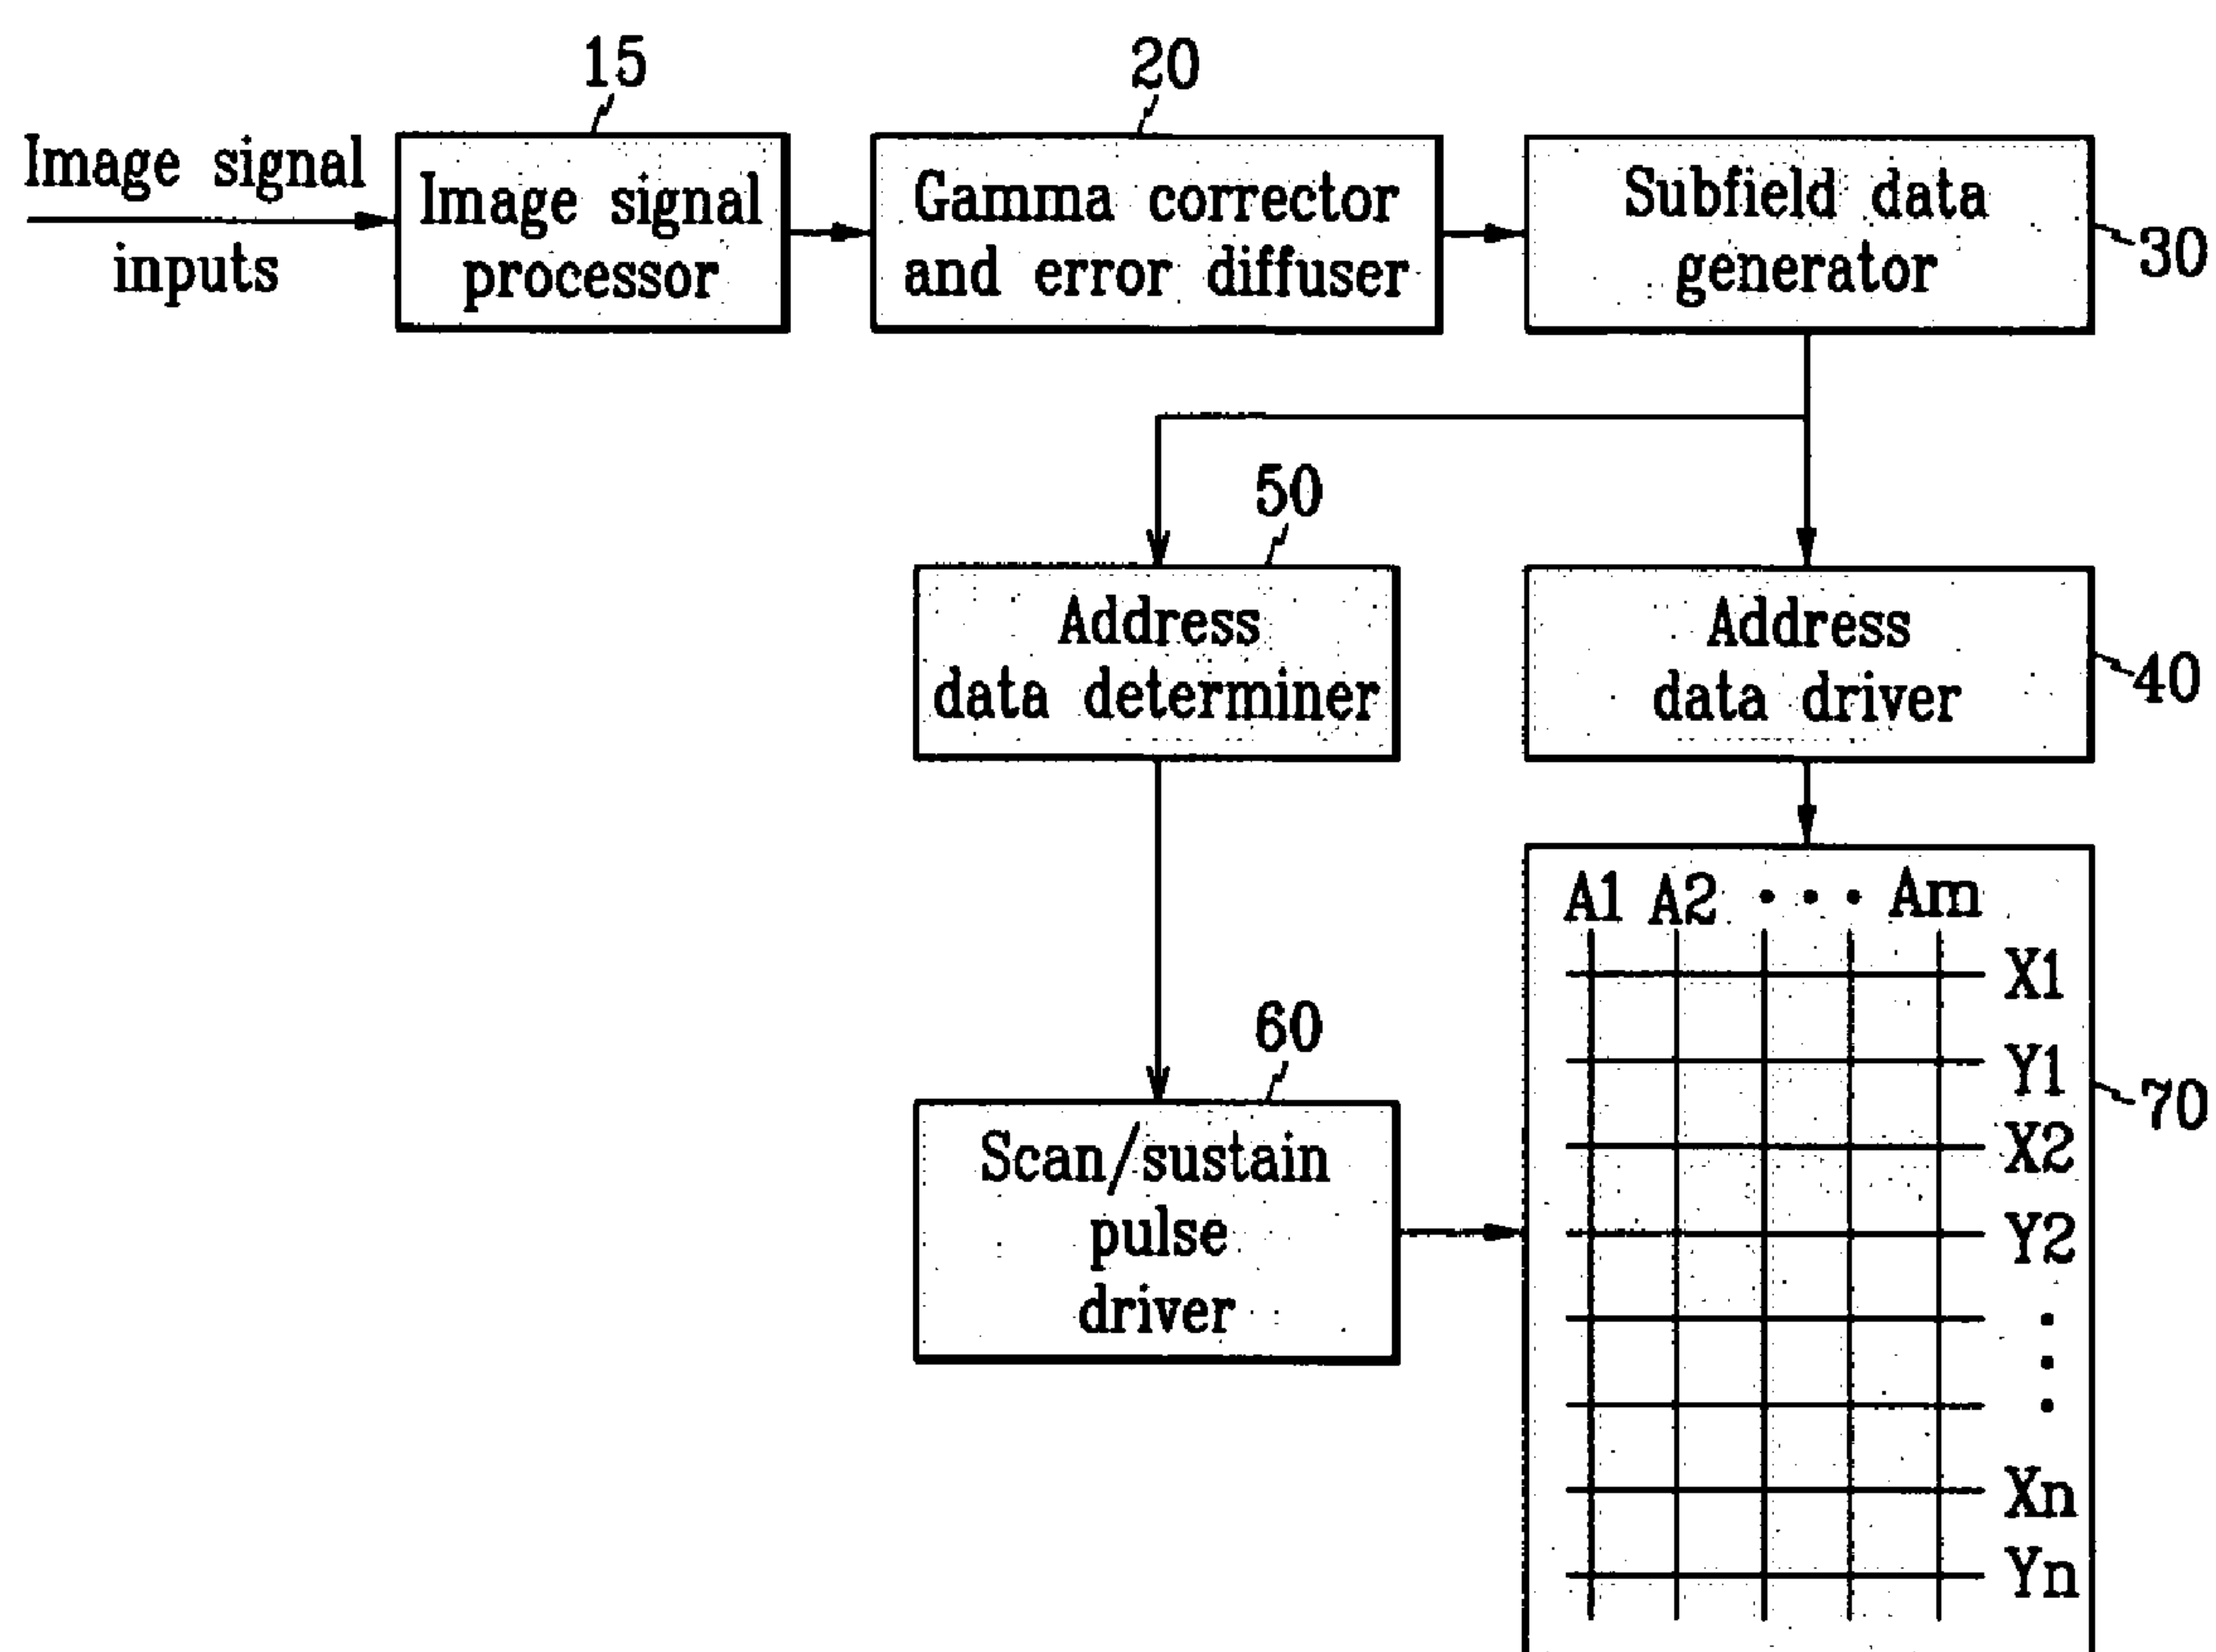 15
20
Image signal
inputs
Image signal
processor
Gamma corrector
and error diffuser
Subfield data
generator
30
50
Address
data determiner
Address
data driver
40
A1 A2 • • • Am
X1
Y1
X2
Y2
Xn
Yn
70
60
Scan/sustain
pulse
driver